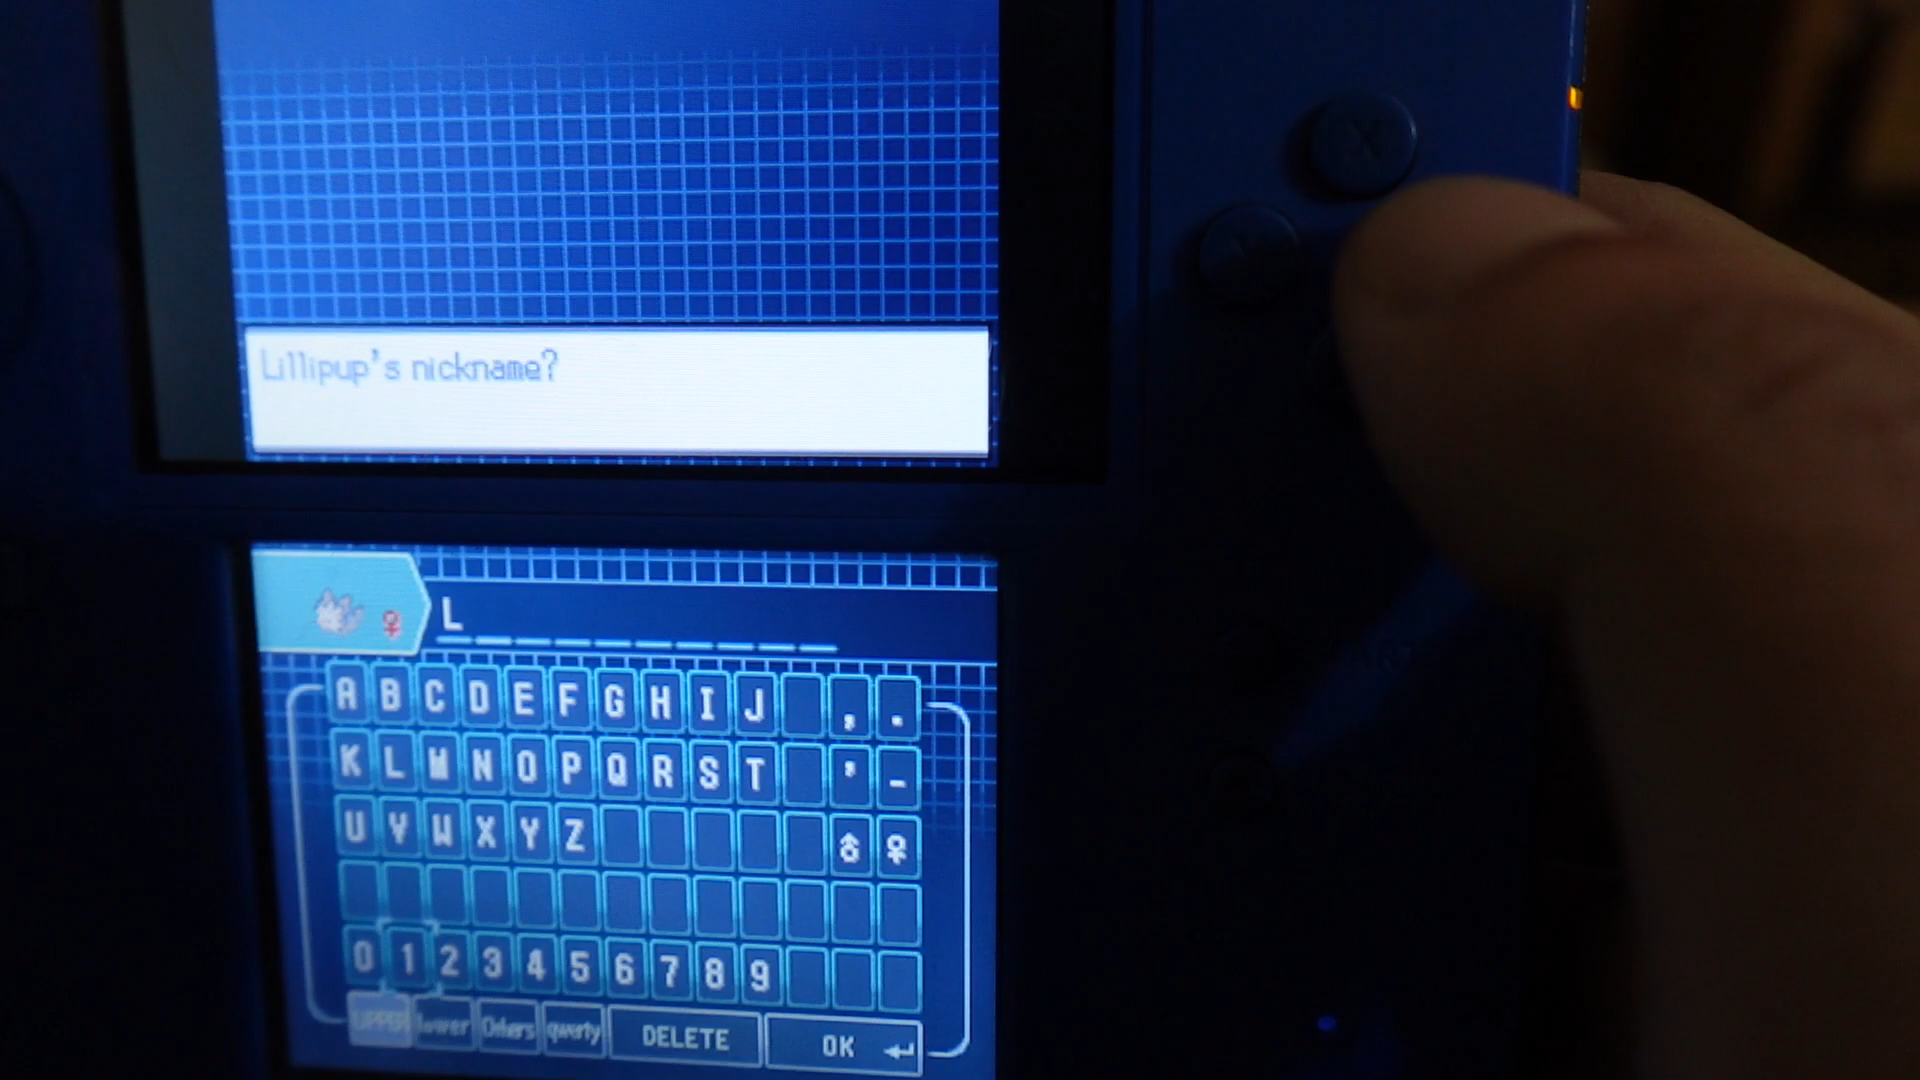 Lillipup's nickname?
♀ L
A B C D E F G H I J , .
K L M N O P Q R S T ' -
U V W X Y Z ♂ ♀
0 1 2 3 4 5 6 7 8 9
UPPER lower Others qwerty DELETE OK
X